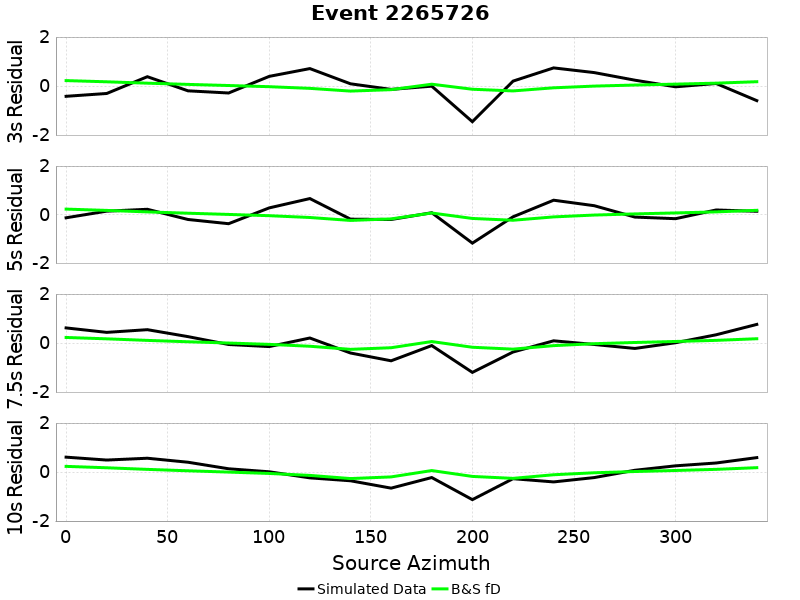 Event 2265726
3s Residual
2
0
-2
5s Residual
2
0
-2
7.5s Residual
2
0
-2
10s Residual
2
0
-2
0 50 100 150 200 250 300
Source Azimuth
Simulated Data B&S fD